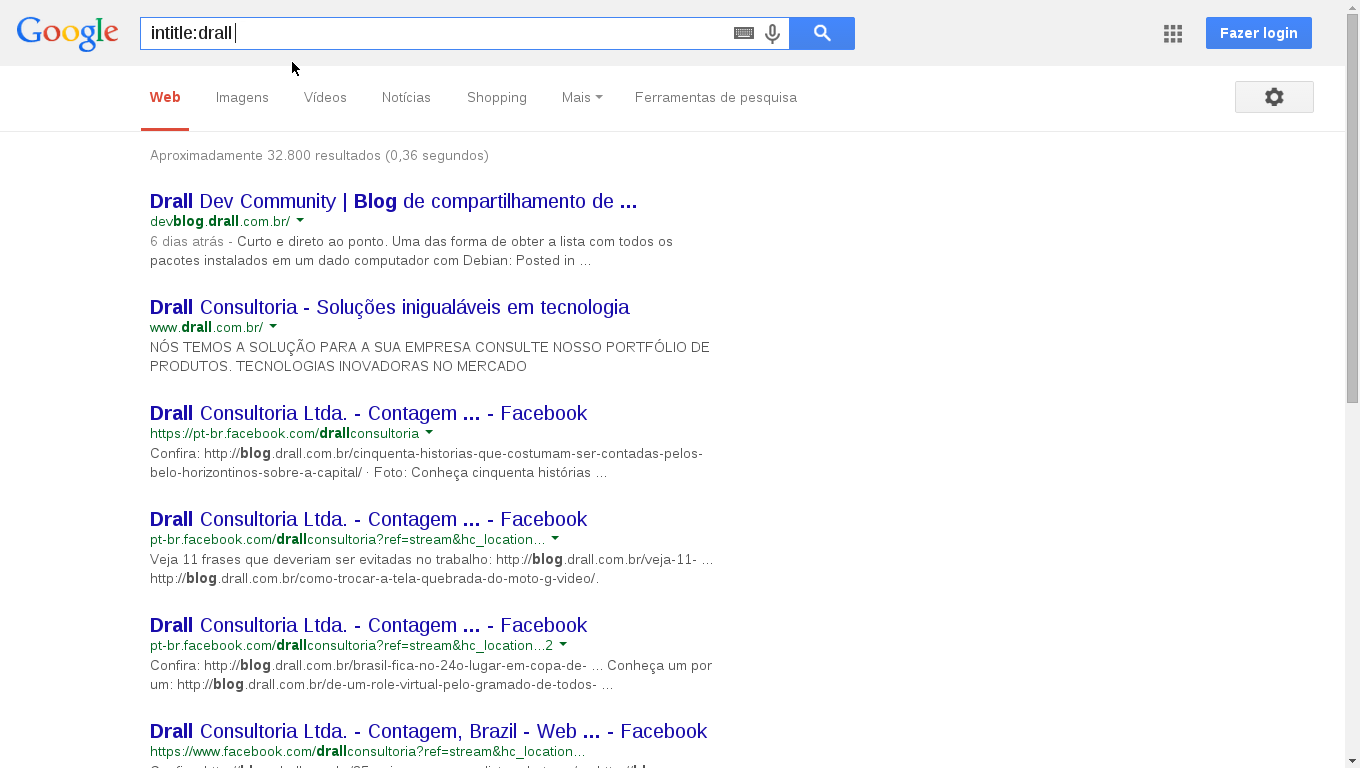 Google
intitle:drall
Fazer login
Web Imagens Vídeos Notícias Shopping Mais Ferramentas de pesquisa
Aproximadamente 32.800 resultados (0,36 segundos)
Drall Dev Community | Blog de compartilhamento de ...
devblog.drall.com.br/
6 dias atrás - Curto e direto ao ponto. Uma das forma de obter a lista com todos os
pacotes instalados em um dado computador com Debian: Posted in ...
Drall Consultoria - Soluções inigualáveis em tecnologia
www.drall.com.br/
NÓS TEMOS A SOLUÇÃO PARA A SUA EMPRESA CONSULTE NOSSO PORTFÓLIO DE
PRODUTOS. TECNOLOGIAS INOVADORAS NO MERCADO
Drall Consultoria Ltda. - Contagem ... - Facebook
https://pt-br.facebook.com/drallconsultoria
Confira: http://blog.drall.com.br/cinquenta-historias-que-costumam-ser-contadas-pelos-
belo-horizontinos-sobre-a-capital/ · Foto: Conheça cinquenta histórias ...
Drall Consultoria Ltda. - Contagem ... - Facebook
pt-br.facebook.com/drallconsultoria?ref=stream&hc_location...
Veja 11 frases que deveriam ser evitadas no trabalho: http://blog.drall.com.br/veja-11- ...
http://blog.drall.com.br/como-trocar-a-tela-quebrada-do-moto-g-video/.
Drall Consultoria Ltda. - Contagem ... - Facebook
pt-br.facebook.com/drallconsultoria?ref=stream&hc_location...2
Confira: http://blog.drall.com.br/brasil-fica-no-24o-lugar-em-copa-de- ... Conheça um por
um: http://blog.drall.com.br/de-um-role-virtual-pelo-gramado-de-todos- ...
Drall Consultoria Ltda. - Contagem, Brazil - Web ... - Facebook
https://www.facebook.com/drallconsultoria?ref=stream&hc_location...